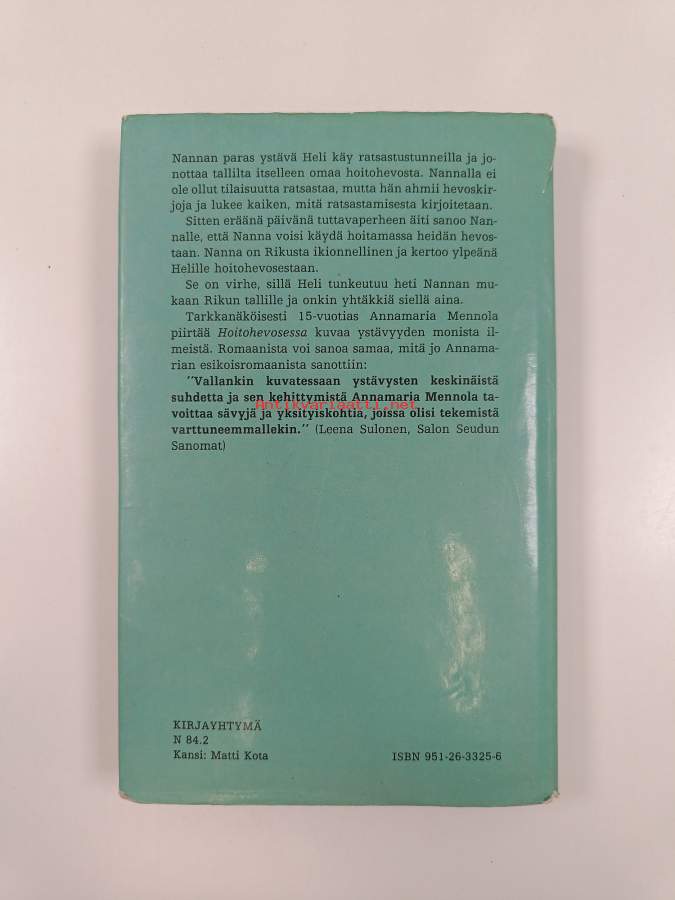 Nannan paras ystävä Heli käy ratsastustunneilla ja jo-
nottaa tallilta itselleen omaa hoitohevosta. Nannalla ei
ole ollut tilaisuutta ratsastaa, mutta hän ahmii hevoskir-
joja ja lukee kaiken, mitä ratsastamisesta kirjoitetaan.
Sitten eräänä päivänä tuttavaperheen äiti sanoo Nan-
nalle, että Nanna voisi käydä hoitamassa heidän hevos-
taan. Nanna on Rikusta ikionnellinen ja kertoo ylpeänä
Helille hoitohevosestaan.
Se on virhe, sillä Heli tunkeutuu heti Nannan mu-
kaan Rikun tallille ja onkin yhtäkkiä siellä aina.
Tarkkanäköisesti 15-vuotias Annamaria Mennola
piirtää Hoitohevosessa kuvaa ystävyyden monista il-
meistä. Romaanista voi sanoa samaa, mitä jo Annama-
rian esikoisromaanista sanottiin:
"Vallankin kuvatessaan ystävysten keskinäistä
suhdetta ja sen kehittymistä Annamaria Mennola ta-
Antikvariaatti.net
voittaa sävyjä ja yksityiskohtia, joissa olisi tekemistä
varttuneemmallekin." (Leena Sulonen, Salon Seudun
Sanomat)
KIRJAYHTYMÄ
N 84.2
Kansi: Matti Kota
ISBN 951-26-3325-6